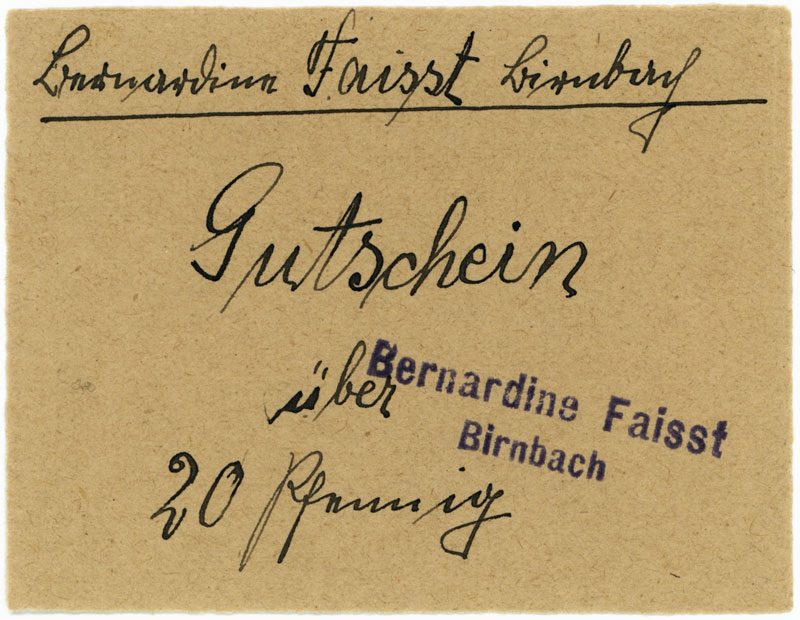 Bernardine Faisst Birnbach
Gutschein
über
20 Pfennig
Bernardine Faisst
Birnbach